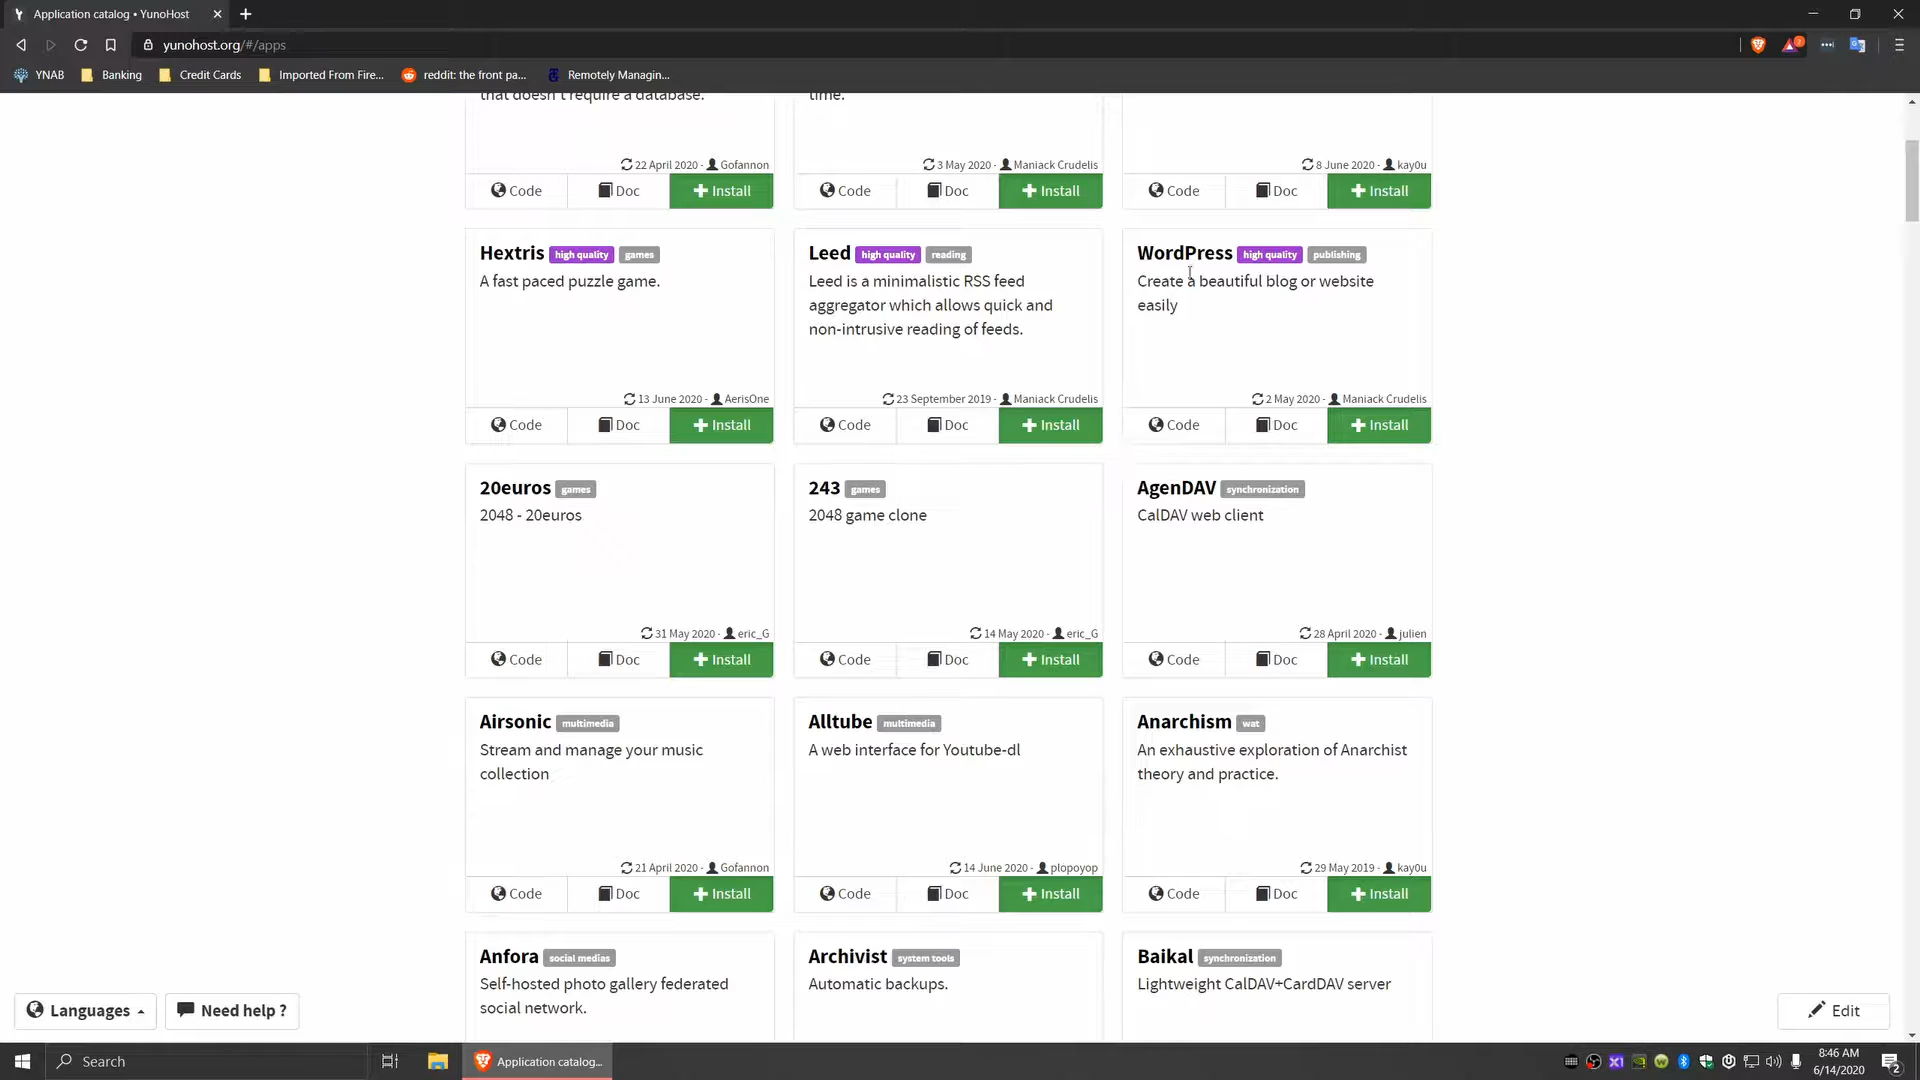 Application catalog • YunoHost
yunohost.org/#/apps
YNAB
Banking
Credit Cards
Imported From Fire...
reddit: the front pa...
Remotely Managin...
that doesn't require a database.
time.
22 April 2020 - Gofannon
3 May 2020 - Maniack Crudelis
8 June 2020 - kay0u
Code Doc Install
Code Doc Install
Code Doc Install
Hextris high quality games
A fast paced puzzle game.
13 June 2020 - AerisOne
Code Doc Install
Leed high quality reading
Leed is a minimalistic RSS feed
aggregator which allows quick and
non-intrusive reading of feeds.
23 September 2019 - Maniack Crudelis
Code Doc Install
WordPress high quality publishing
Create a beautiful blog or website
easily
2 May 2020 - Maniack Crudelis
Code Doc Install
20euros games
2048 - 20euros
31 May 2020 - eric_G
Code Doc Install
243 games
2048 game clone
14 May 2020 - eric_G
Code Doc Install
AgenDAV synchronization
CalDAV web client
28 April 2020 - julien
Code Doc Install
Airsonic multimedia
Stream and manage your music
collection
21 April 2020 - Gofannon
Code Doc Install
Alltube multimedia
A web interface for Youtube-dl
14 June 2020 - plopoyop
Code Doc Install
Anarchism wat
An exhaustive exploration of Anarchist
theory and practice.
29 May 2019 - kay0u
Code Doc Install
Anfora social medias
Self-hosted photo gallery federated
social network.
Archivist system tools
Automatic backups.
Baikal synchronization
Lightweight CalDAV+CardDAV server
Languages
Need help ?
Edit
Search
Application catalog...
8:46 AM
6/14/2020
2